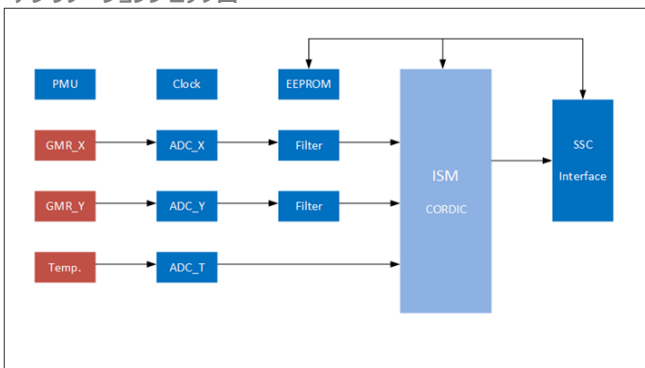 PMU
Clock
EEPROM
GMR_X
ADC_X
Filter
SSC
Interface
ISM
CORDIC
GMR_Y
ADC_Y
Filter
Temp.
ADC_T